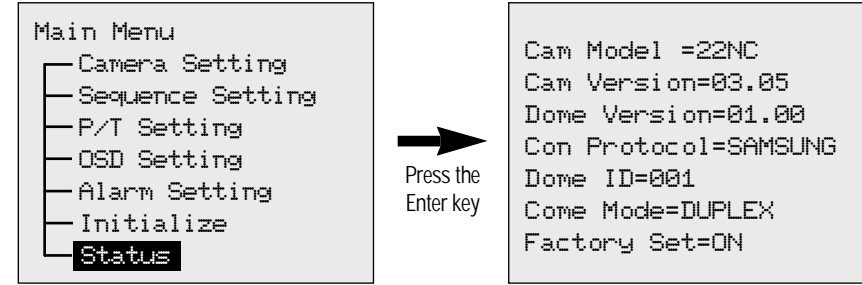 Main Menu
Camera Setting
Sequence Setting
P/T Setting
OSD Setting
Alarm Setting
Initialize
Status
Press the
Enter key
Cam Model =22NC
Cam Version=03.05
Dome Version=01.00
Con Protocol=SAMSUNG
Dome ID=001
Come Mode=DUPLEX
Factory Set=ON